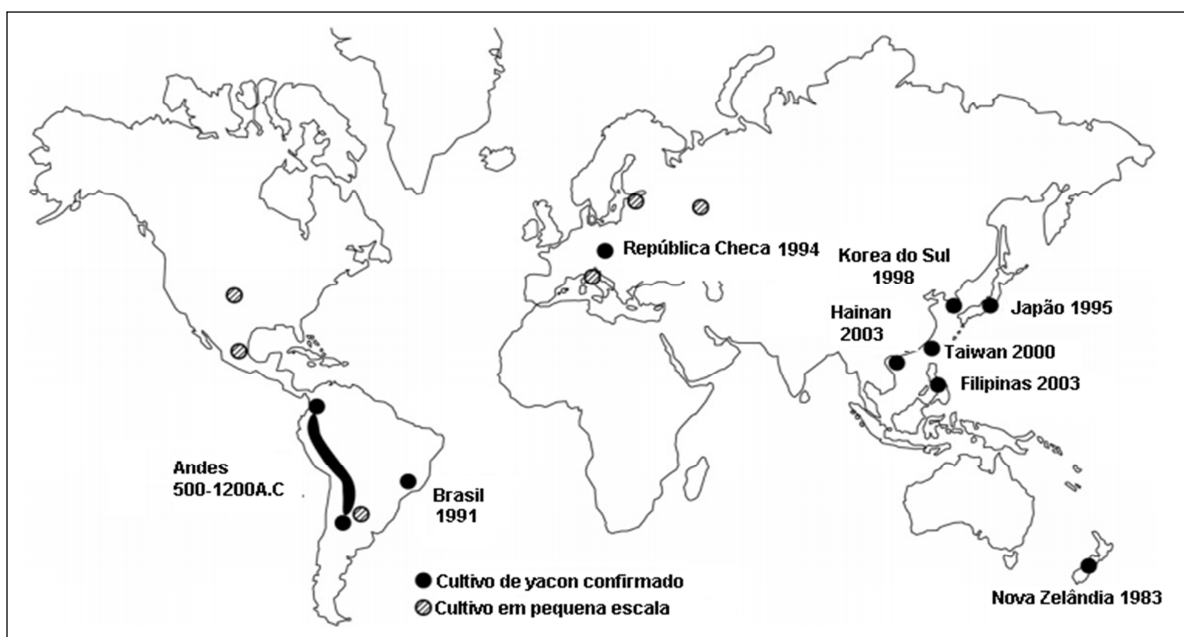 República Checa 1994
Korea do Sul
1998
Hainan
2003
Japão 1995
Taiwan 2000
Filipinas 2003
Andes
500-1200A.C
Brasil
1991
Cultivo de yacon confirmado
Cultivo em pequena escala
Nova Zelândia 1983